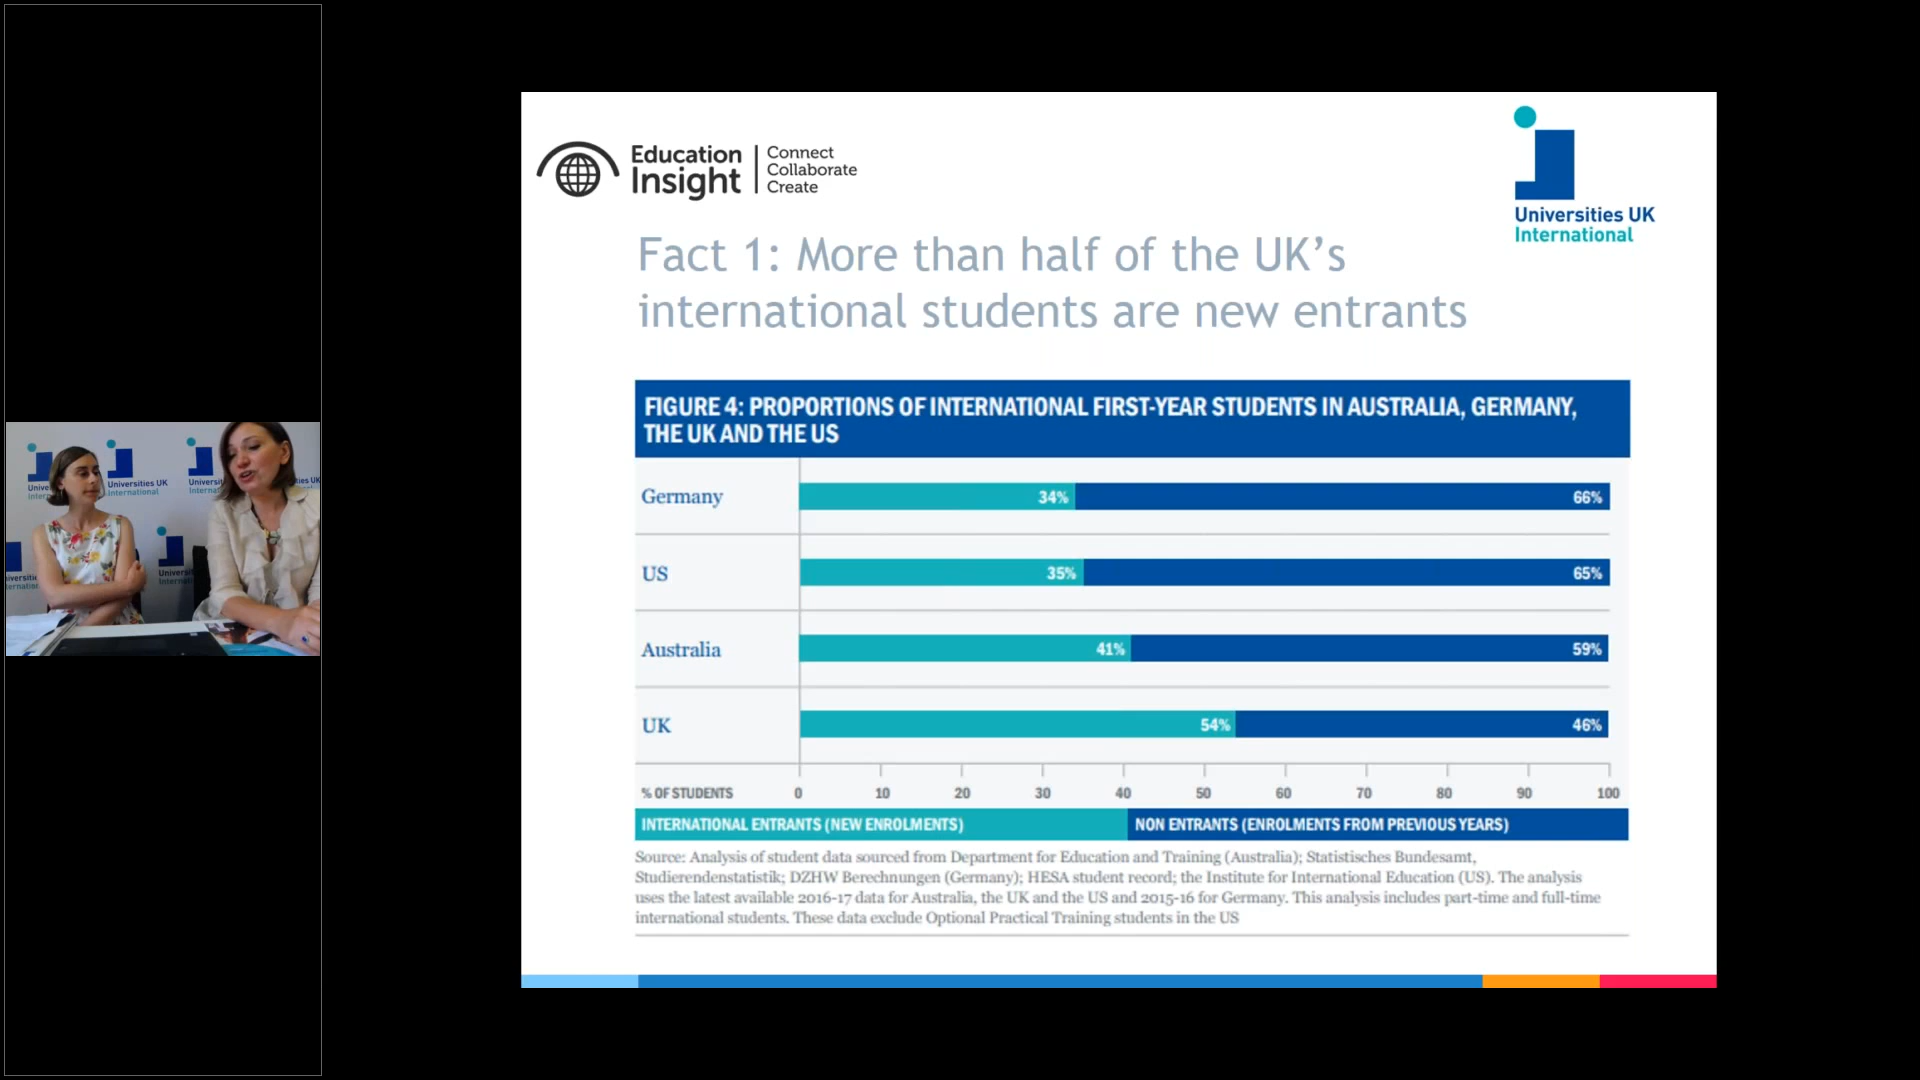 Education
Insight
Connect
Collaborate
Create
Universities UK
International
Fact 1: More than half of the UK’s
international students are new entrants
FIGURE 4: PROPORTIONS OF INTERNATIONAL FIRST-YEAR STUDENTS IN AUSTRALIA, GERMANY,
THE UK AND THE US
Germany 34% 66%
US 35% 65%
Australia 41% 59%
UK 54% 46%
% OF STUDENTS 0 10 20 30 40 50 60 70 80 90 100
INTERNATIONAL ENTRANTS (NEW ENROLMENTS) NON ENTRANTS (ENROLMENTS FROM PREVIOUS YEARS)
Source: Analysis of student data sourced from Department for Education and Training (Australia); Statistisches Bundesamt,
Studierendenstatistik; DZHW Berechnungen (Germany); HESA student record; the Institute for International Education (US). The analysis
uses the latest available 2016-17 data for Australia, the UK and the US and 2015-16 for Germany. This analysis includes part-time and full-time
international students. These data exclude Optional Practical Training students in the US
Universities UK
International